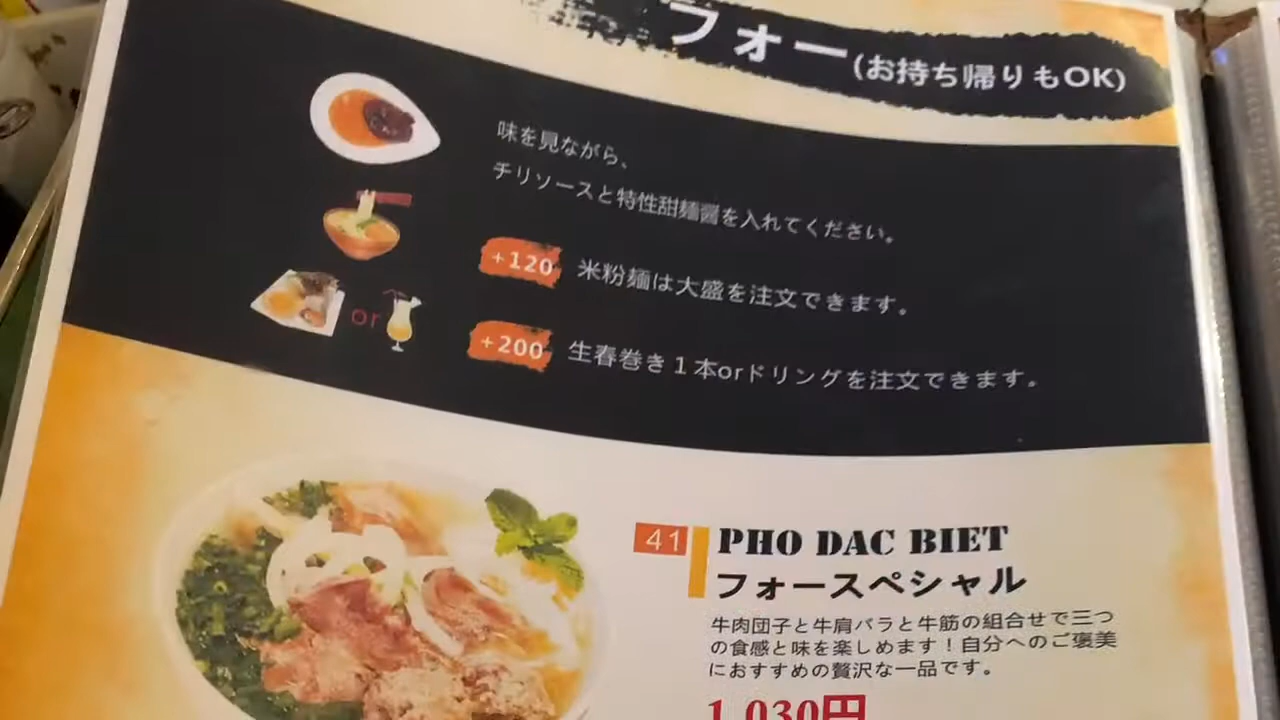 フォー(お持ち帰りもOK)
味を見ながら、
チリソースと特性甜麺醤を入れてください。
+120 米粉麺は大盛を注文できます。
or
+200 生春巻き1本orドリングを注文できます。
41 PHO DAC BIET
フォースペシャル
牛肉団子と牛肩バラと牛筋の組合せで三つ
の食感と味を楽しめます!自分へのご褒美
におすすめの贅沢な一品です。
1,030円